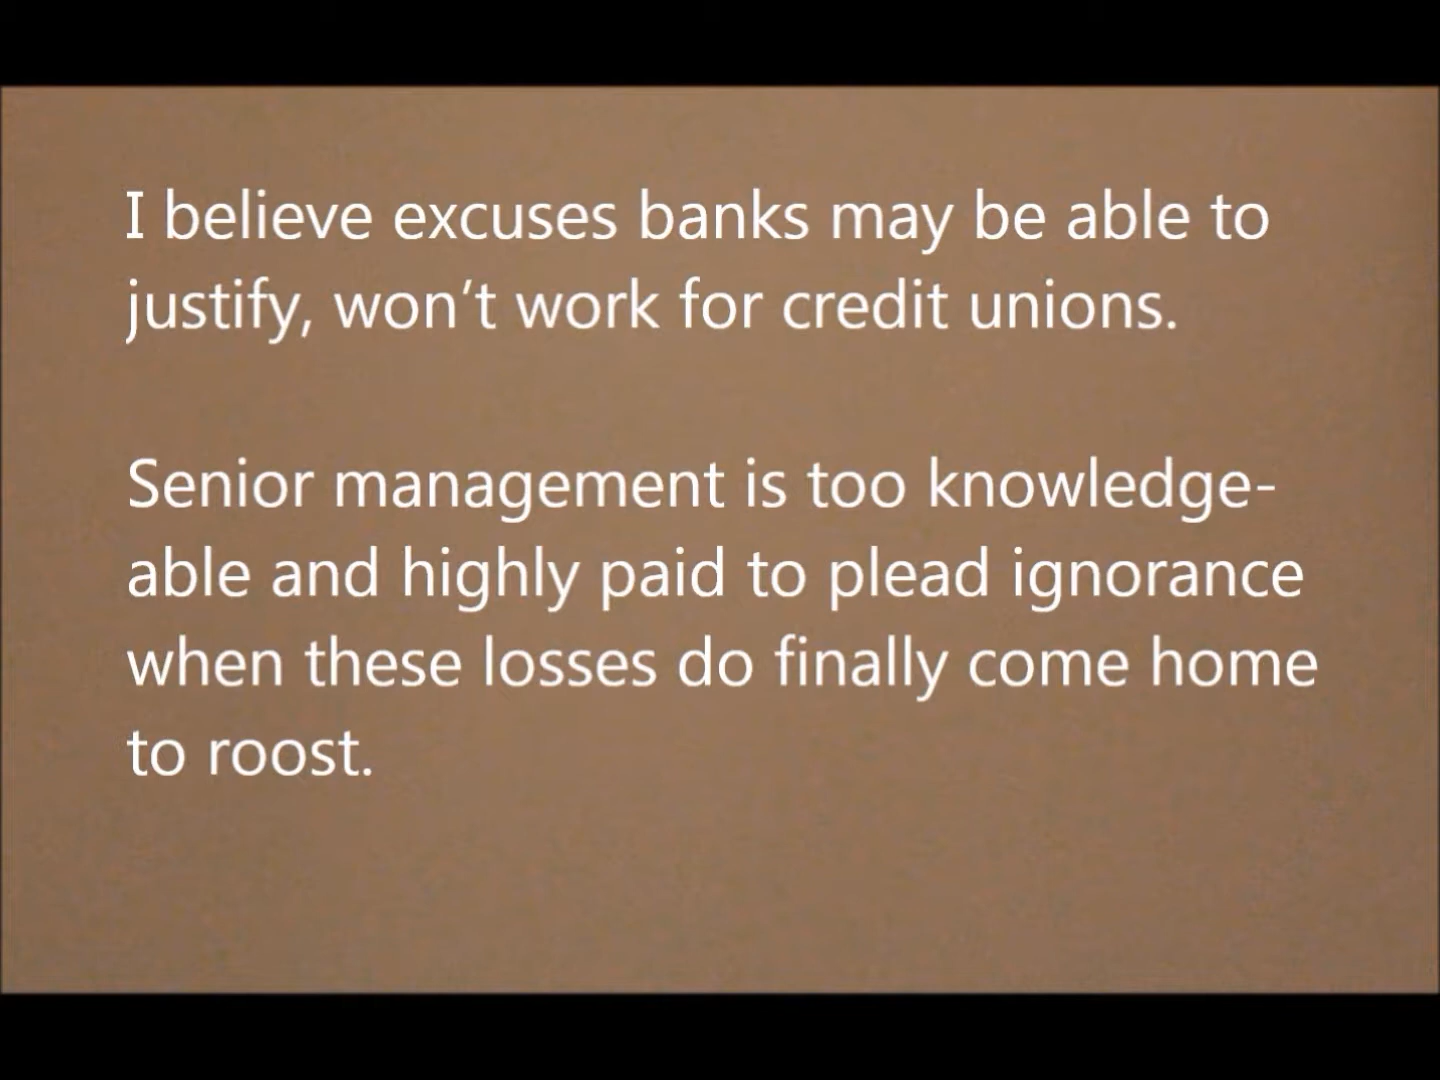 I believe excuses banks may be able to
justify, won’t work for credit unions.
Senior management is too knowledge-
able and highly paid to plead ignorance
when these losses do finally come home
to roost.